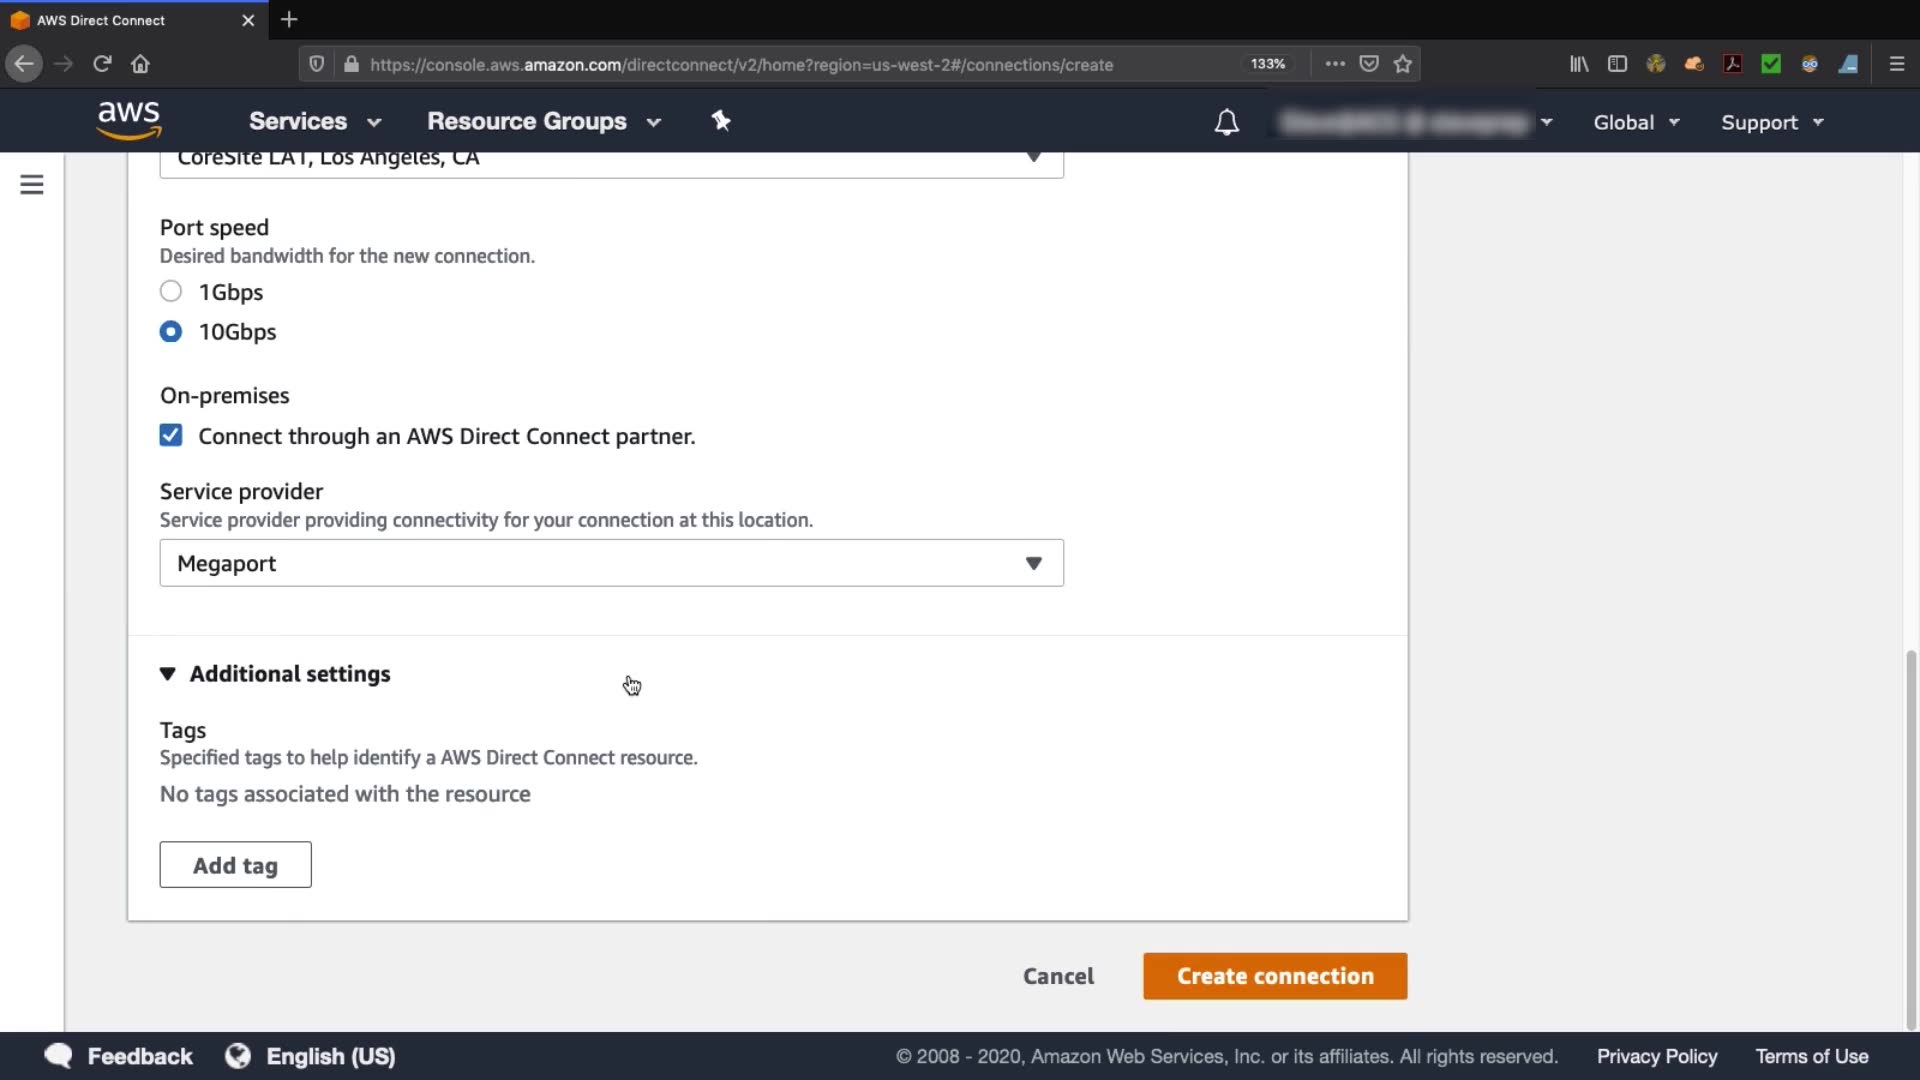 AWS Direct Connect
https://console.aws.amazon.com/directconnect/v2/home?region=us-west-2#/connections/create
133%
aws
Services
Resource Groups
Global
Support
CoreSite LA1, Los Angeles, CA
Port speed
Desired bandwidth for the new connection.
1Gbps
10Gbps
On-premises
Connect through an AWS Direct Connect partner.
Service provider
Service provider providing connectivity for your connection at this location.
Megaport
Additional settings
Tags
Specified tags to help identify a AWS Direct Connect resource.
No tags associated with the resource
Add tag
Cancel
Create connection
Feedback
English (US)
© 2008 - 2020, Amazon Web Services, Inc. or its affiliates. All rights reserved.
Privacy Policy
Terms of Use